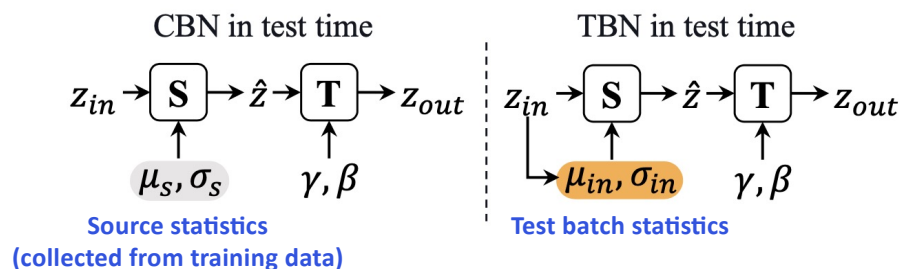 CBN in test time
z_in S ẑ T z_out
μ_s, σ_s γ, β
Source statistics
(collected from training data)
TBN in test time
z_in S ẑ T z_out
μ_in, σ_in γ, β
Test batch statistics